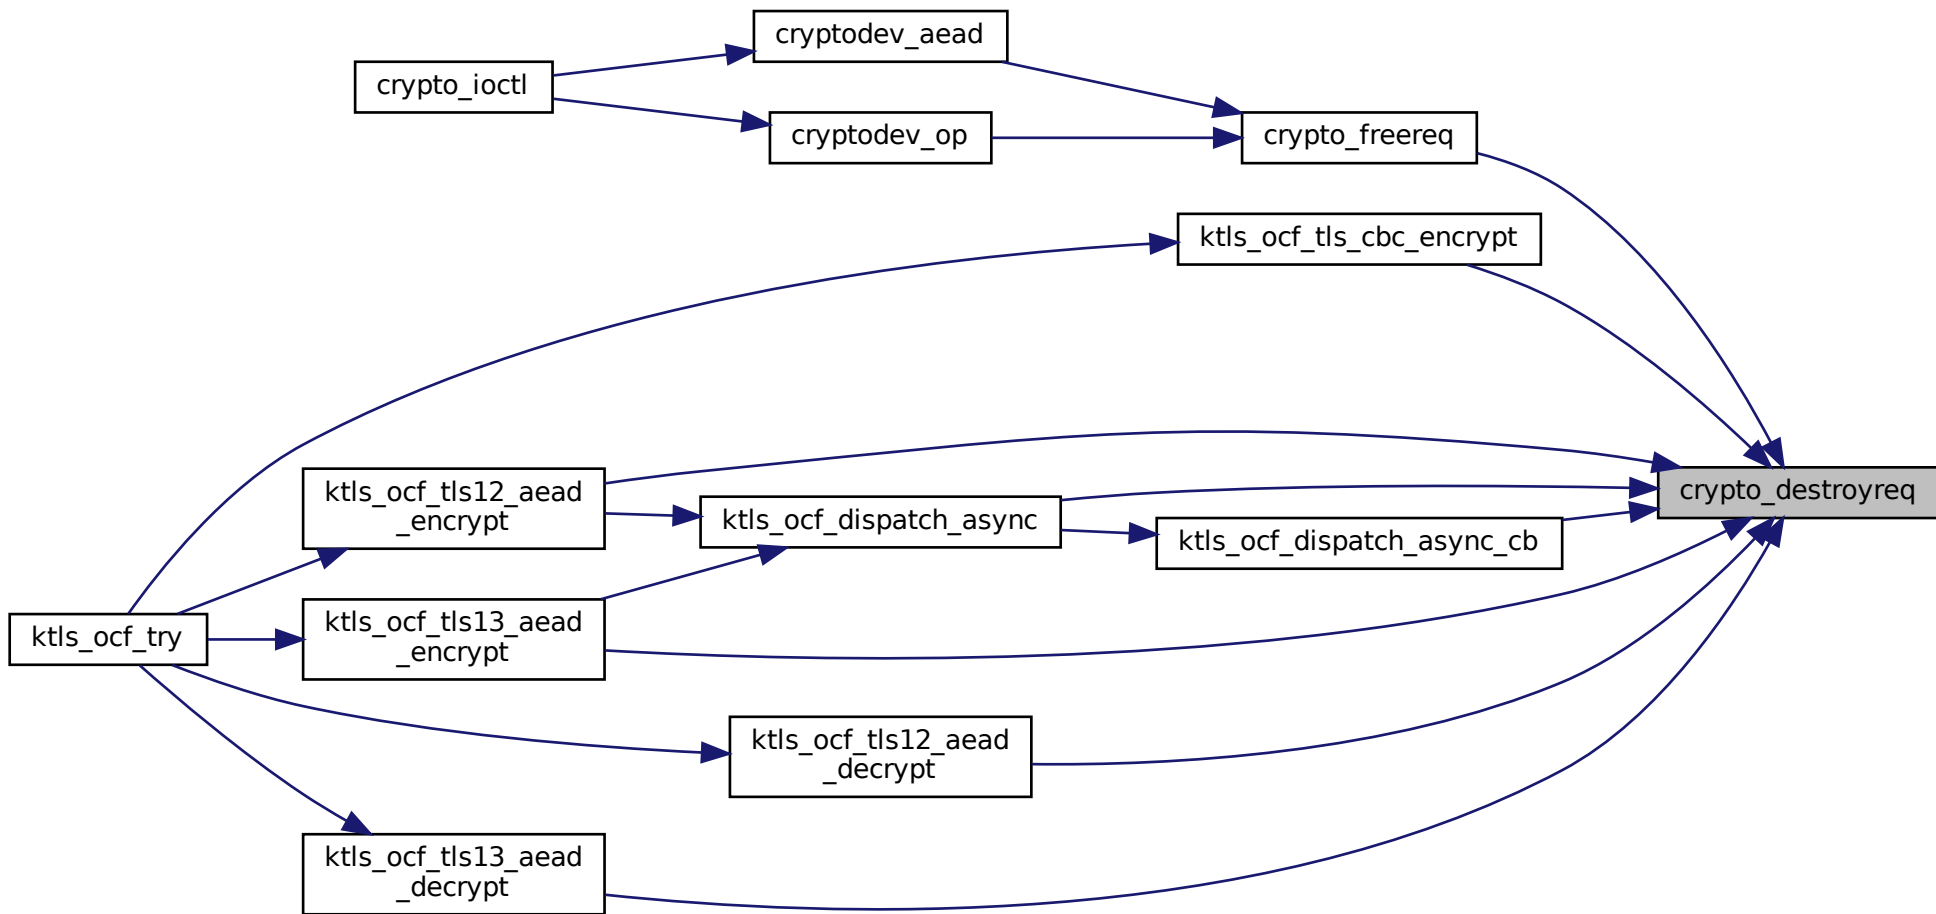 cryptodev_aead
crypto_ioctl
cryptodev_op
crypto_freereq
ktls_ocf_tls_cbc_encrypt
ktls_ocf_tls12_aead
_encrypt
ktls_ocf_dispatch_async
crypto_destroyreq
ktls_ocf_dispatch_async_cb
ktls_ocf_try
ktls_ocf_tls13_aead
_encrypt
ktls_ocf_tls12_aead
_decrypt
ktls_ocf_tls13_aead
_decrypt